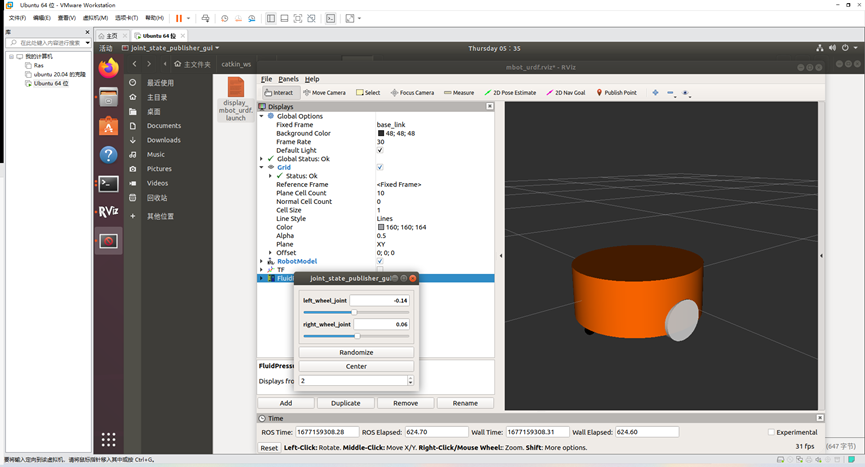 Ubuntu 64 位 - VMware Workstation
文件(F) 编辑(E) 查看(V) 虚拟机(M) 选项卡(T) 帮助(H)
库
在此处键入内容进行搜索
我的计算机
Ras
ubuntu 20.04 的克隆
Ubuntu 64 位
主页
Ubuntu 64 位
活动
joint_state_publisher_gui
Thursday 05：35
主文件夹
catkin_ws
最近使用
主目录
桌面
Documents
Downloads
Music
Pictures
Videos
回收站
其他位置
display_
mbot_urdf.
launch
mbot_urdf.rviz* - RViz
File Panels Help
Interact
Move Camera
Select
Focus Camera
Measure
2D Pose Estimate
2D Nav Goal
Publish Point
Displays
Global Options
Fixed Frame base_link
Background Color 48; 48; 48
Frame Rate 30
Default Light
Global Status: Ok
Grid
Status: Ok
Reference Frame <Fixed Frame>
Plane Cell Count 10
Normal Cell Count 0
Cell Size 1
Line Style Lines
Color 160; 160; 164
Alpha 0.5
Plane XY
Offset 0; 0; 0
RobotModel
TF
joint_state_publisher_gui
left_wheel_joint -0.14
right_wheel_joint 0.06
Randomize
Center
2
FluidPressu
Displays fro
Add
Duplicate
Remove
Rename
Time
ROS Time: 1677159308.28
ROS Elapsed: 624.70
Wall Time: 1677159308.31
Wall Elapsed: 624.60
Experimental
Reset
Left-Click: Rotate. Middle-Click: Move X/Y. Right-Click/Mouse Wheel:: Zoom. Shift: More options.
31 fps
(647 字节)
RViz
要将输入定向到该虚拟机，请将鼠标指针移入其中或按 Ctrl+G。